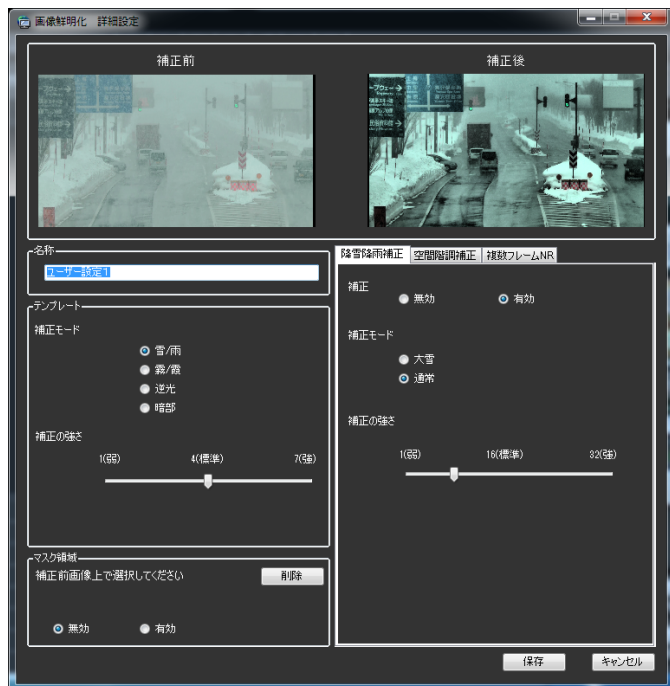 画像鮮明化 詳細設定
補正前
補正後
名称
ユーザー設定1
テンプレート
補正モード
雪/雨
霧/霞
逆光
暗部
補正の強さ
1(弱) 4(標準) 7(強)
マスク領域
補正前画像上で選択してください
削除
無効 有効
降雪降雨補正 空間階調補正 複数フレームNR
補正
無効 有効
補正モード
大雪
通常
補正の強さ
1(弱) 16(標準) 32(強)
保存 キャンセル